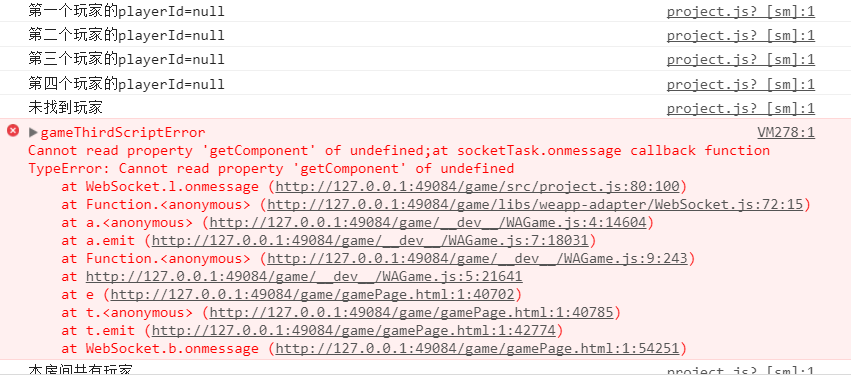 第一个玩家的playerId=null project.js? [sm]:1
第二个玩家的playerId=null project.js? [sm]:1
第三个玩家的playerId=null project.js? [sm]:1
第四个玩家的playerId=null project.js? [sm]:1
未找到玩家 project.js? [sm]:1
gameThirdScriptError VM278:1
Cannot read property 'getComponent' of undefined;at socketTask.onmessage callback function
TypeError: Cannot read property 'getComponent' of undefined
at WebSocket.l.onmessage (http://127.0.0.1:49084/game/src/project.js:80:100)
at Function.<anonymous> (http://127.0.0.1:49084/game/libs/weapp-adapter/WebSocket.js:72:15)
at a.<anonymous> (http://127.0.0.1:49084/game/__dev__/WAGame.js:4:14604)
at a.emit (http://127.0.0.1:49084/game/__dev__/WAGame.js:7:18031)
at Function.<anonymous> (http://127.0.0.1:49084/game/__dev__/WAGame.js:9:243)
at http://127.0.0.1:49084/game/__dev__/WAGame.js:5:21641
at e (http://127.0.0.1:49084/game/gamePage.html:1:40702)
at t.<anonymous> (http://127.0.0.1:49084/game/gamePage.html:1:40785)
at t.emit (http://127.0.0.1:49084/game/gamePage.html:1:42774)
at WebSocket.b.onmessage (http://127.0.0.1:49084/game/gamePage.html:1:54251)
本房间共有玩家 project.js? [sm]:1